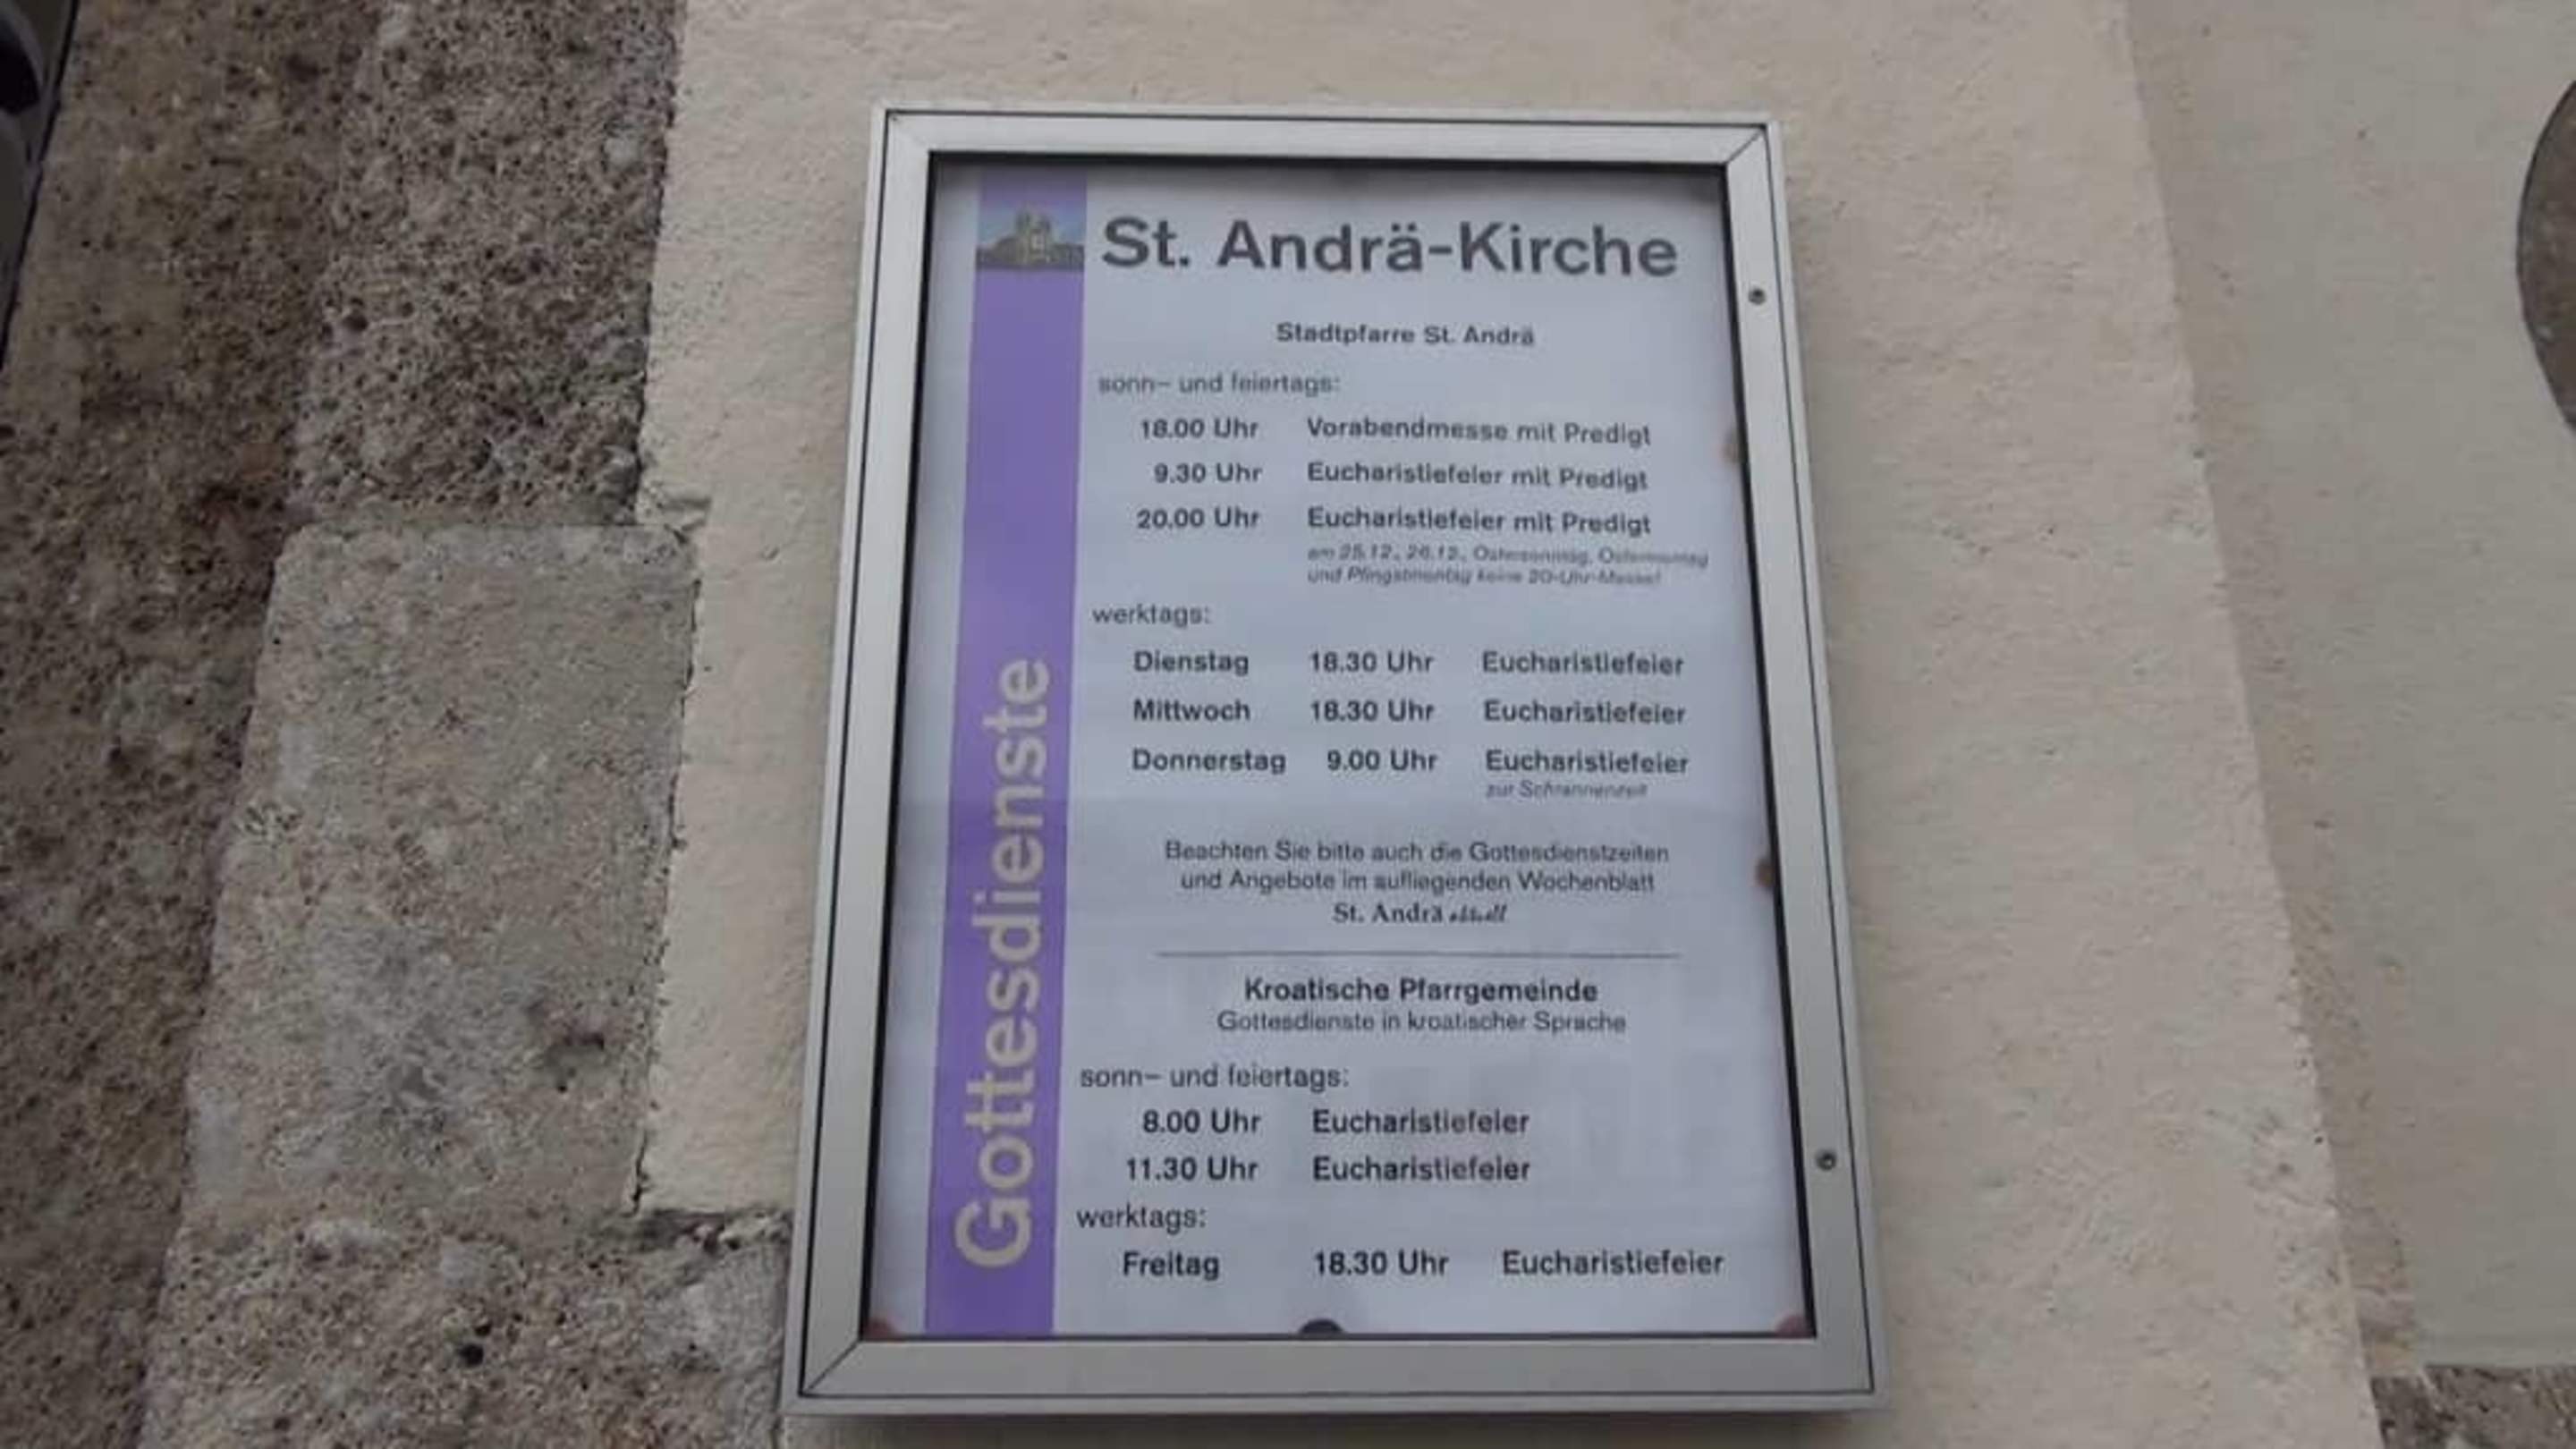 St. Andrä-Kirche
Stadtpfarre St. Andrä
sonn- und feiertags:
18.00 Uhr Vorabendmesse mit Predigt
9.30 Uhr Eucharistiefeier mit Predigt
20.00 Uhr Eucharistiefeier mit Predigt
am 25.12., 26.12., Ostersonntag, Ostermontag
und Pfingstmontag keine 20-Uhr-Messe!
werktags:
Dienstag 18.30 Uhr Eucharistiefeier
Mittwoch 18.30 Uhr Eucharistiefeier
Donnerstag 9.00 Uhr Eucharistiefeier
zur Schrannenzeit
Beachten Sie bitte auch die Gottesdienstzeiten
und Angebote im aufliegenden Wochenblatt
St. Andrä aktuell
Kroatische Pfarrgemeinde
Gottesdienste in kroatischer Sprache
sonn- und feiertags:
8.00 Uhr Eucharistiefeier
11.30 Uhr Eucharistiefeier
werktags:
Freitag 18.30 Uhr Eucharistiefeier
Gottesdienste